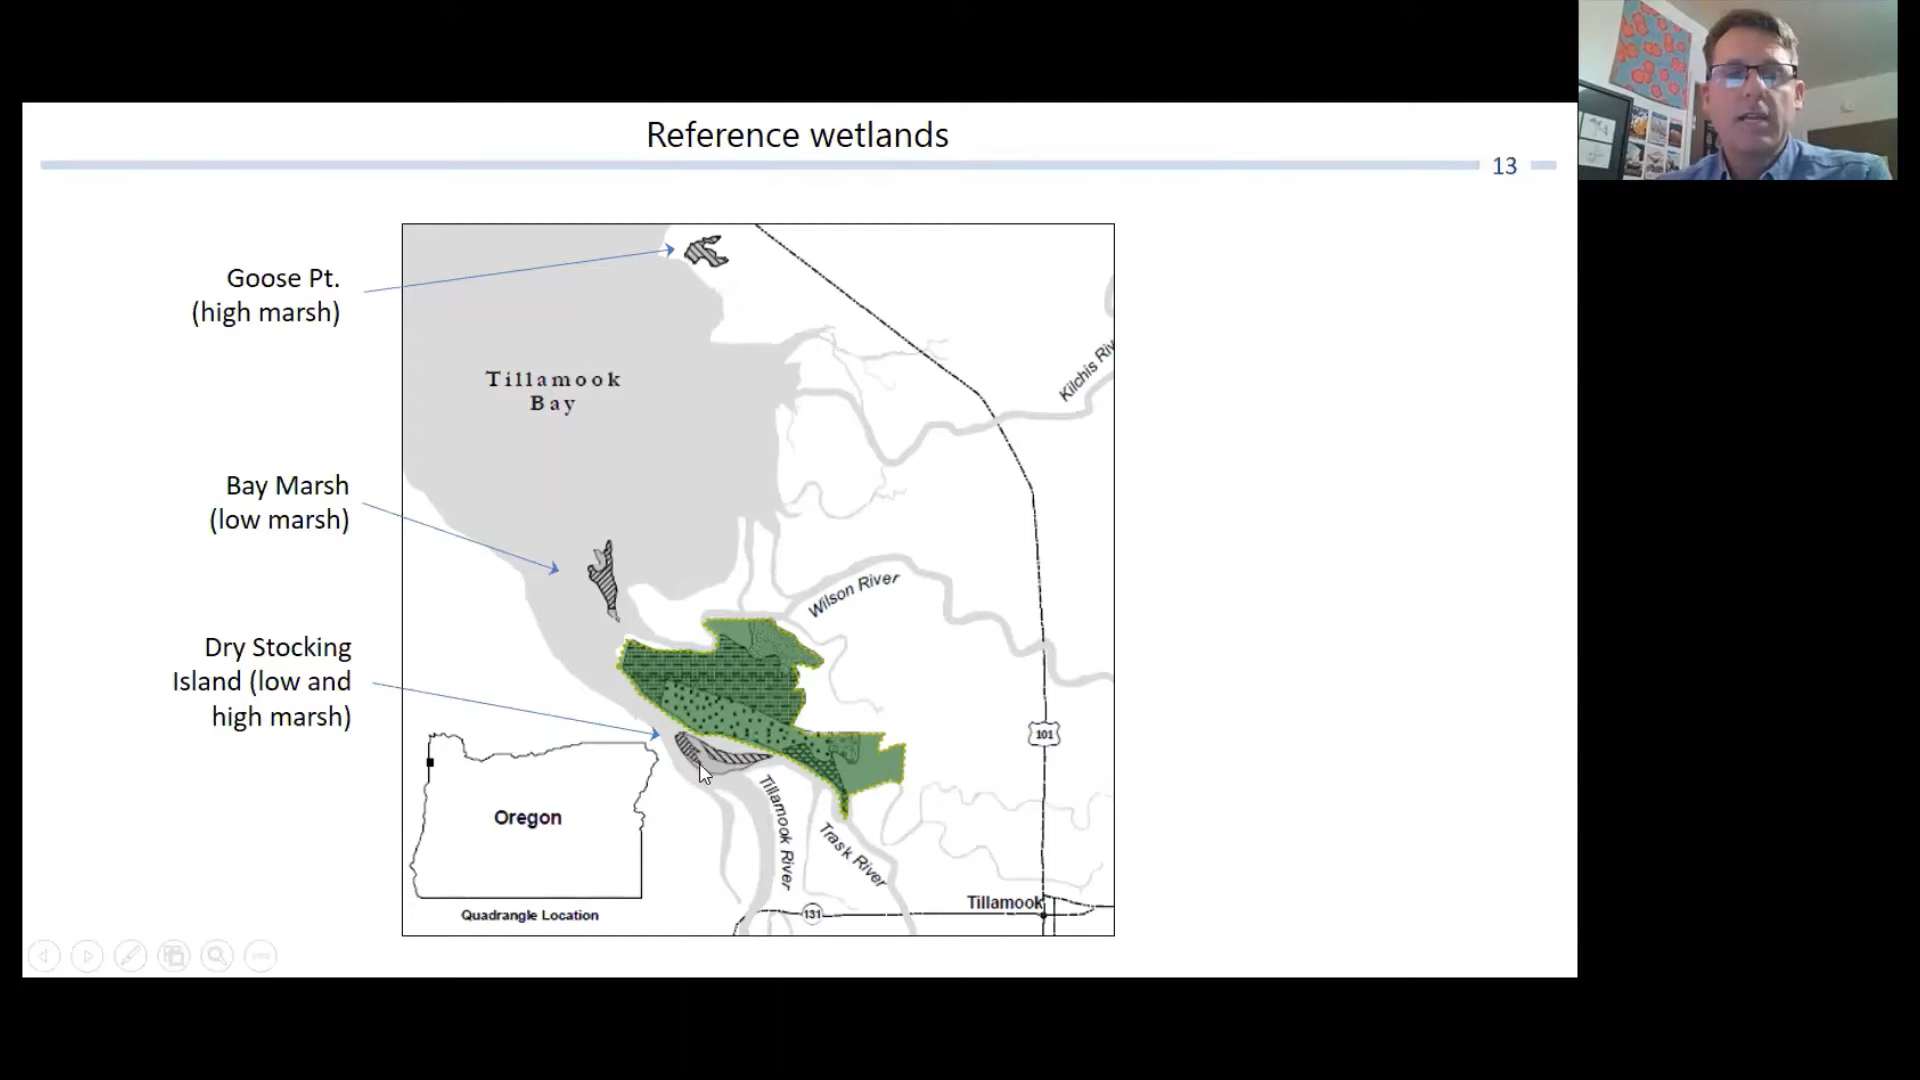 Reference wetlands
13
Goose Pt.
(high marsh)
Tillamook
Bay
Kilchis Riv
Bay Marsh
(low marsh)
Wilson River
Dry Stocking
Island (low and
high marsh)
101
Tillamook River
Trask River
Oregon
Quadrangle Location
Tillamook
131